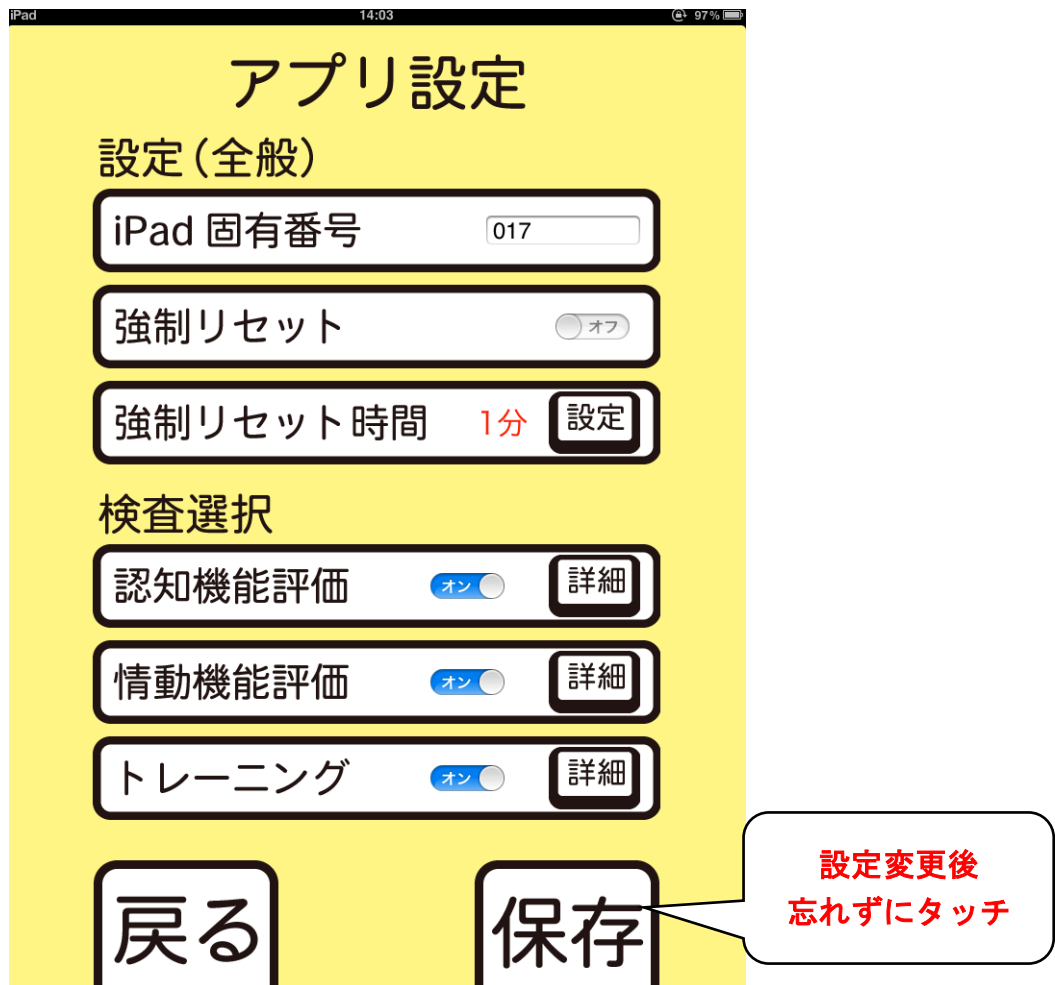 iPad 14:03 97%
アプリ設定
設定(全般)
iPad 固有番号 017
強制リセット オフ
強制リセット時間 1分 設定
検査選択
認知機能評価 オン 詳細
情動機能評価 オン 詳細
トレーニング オン 詳細
戻る 保存
設定変更後
忘れずにタッチ